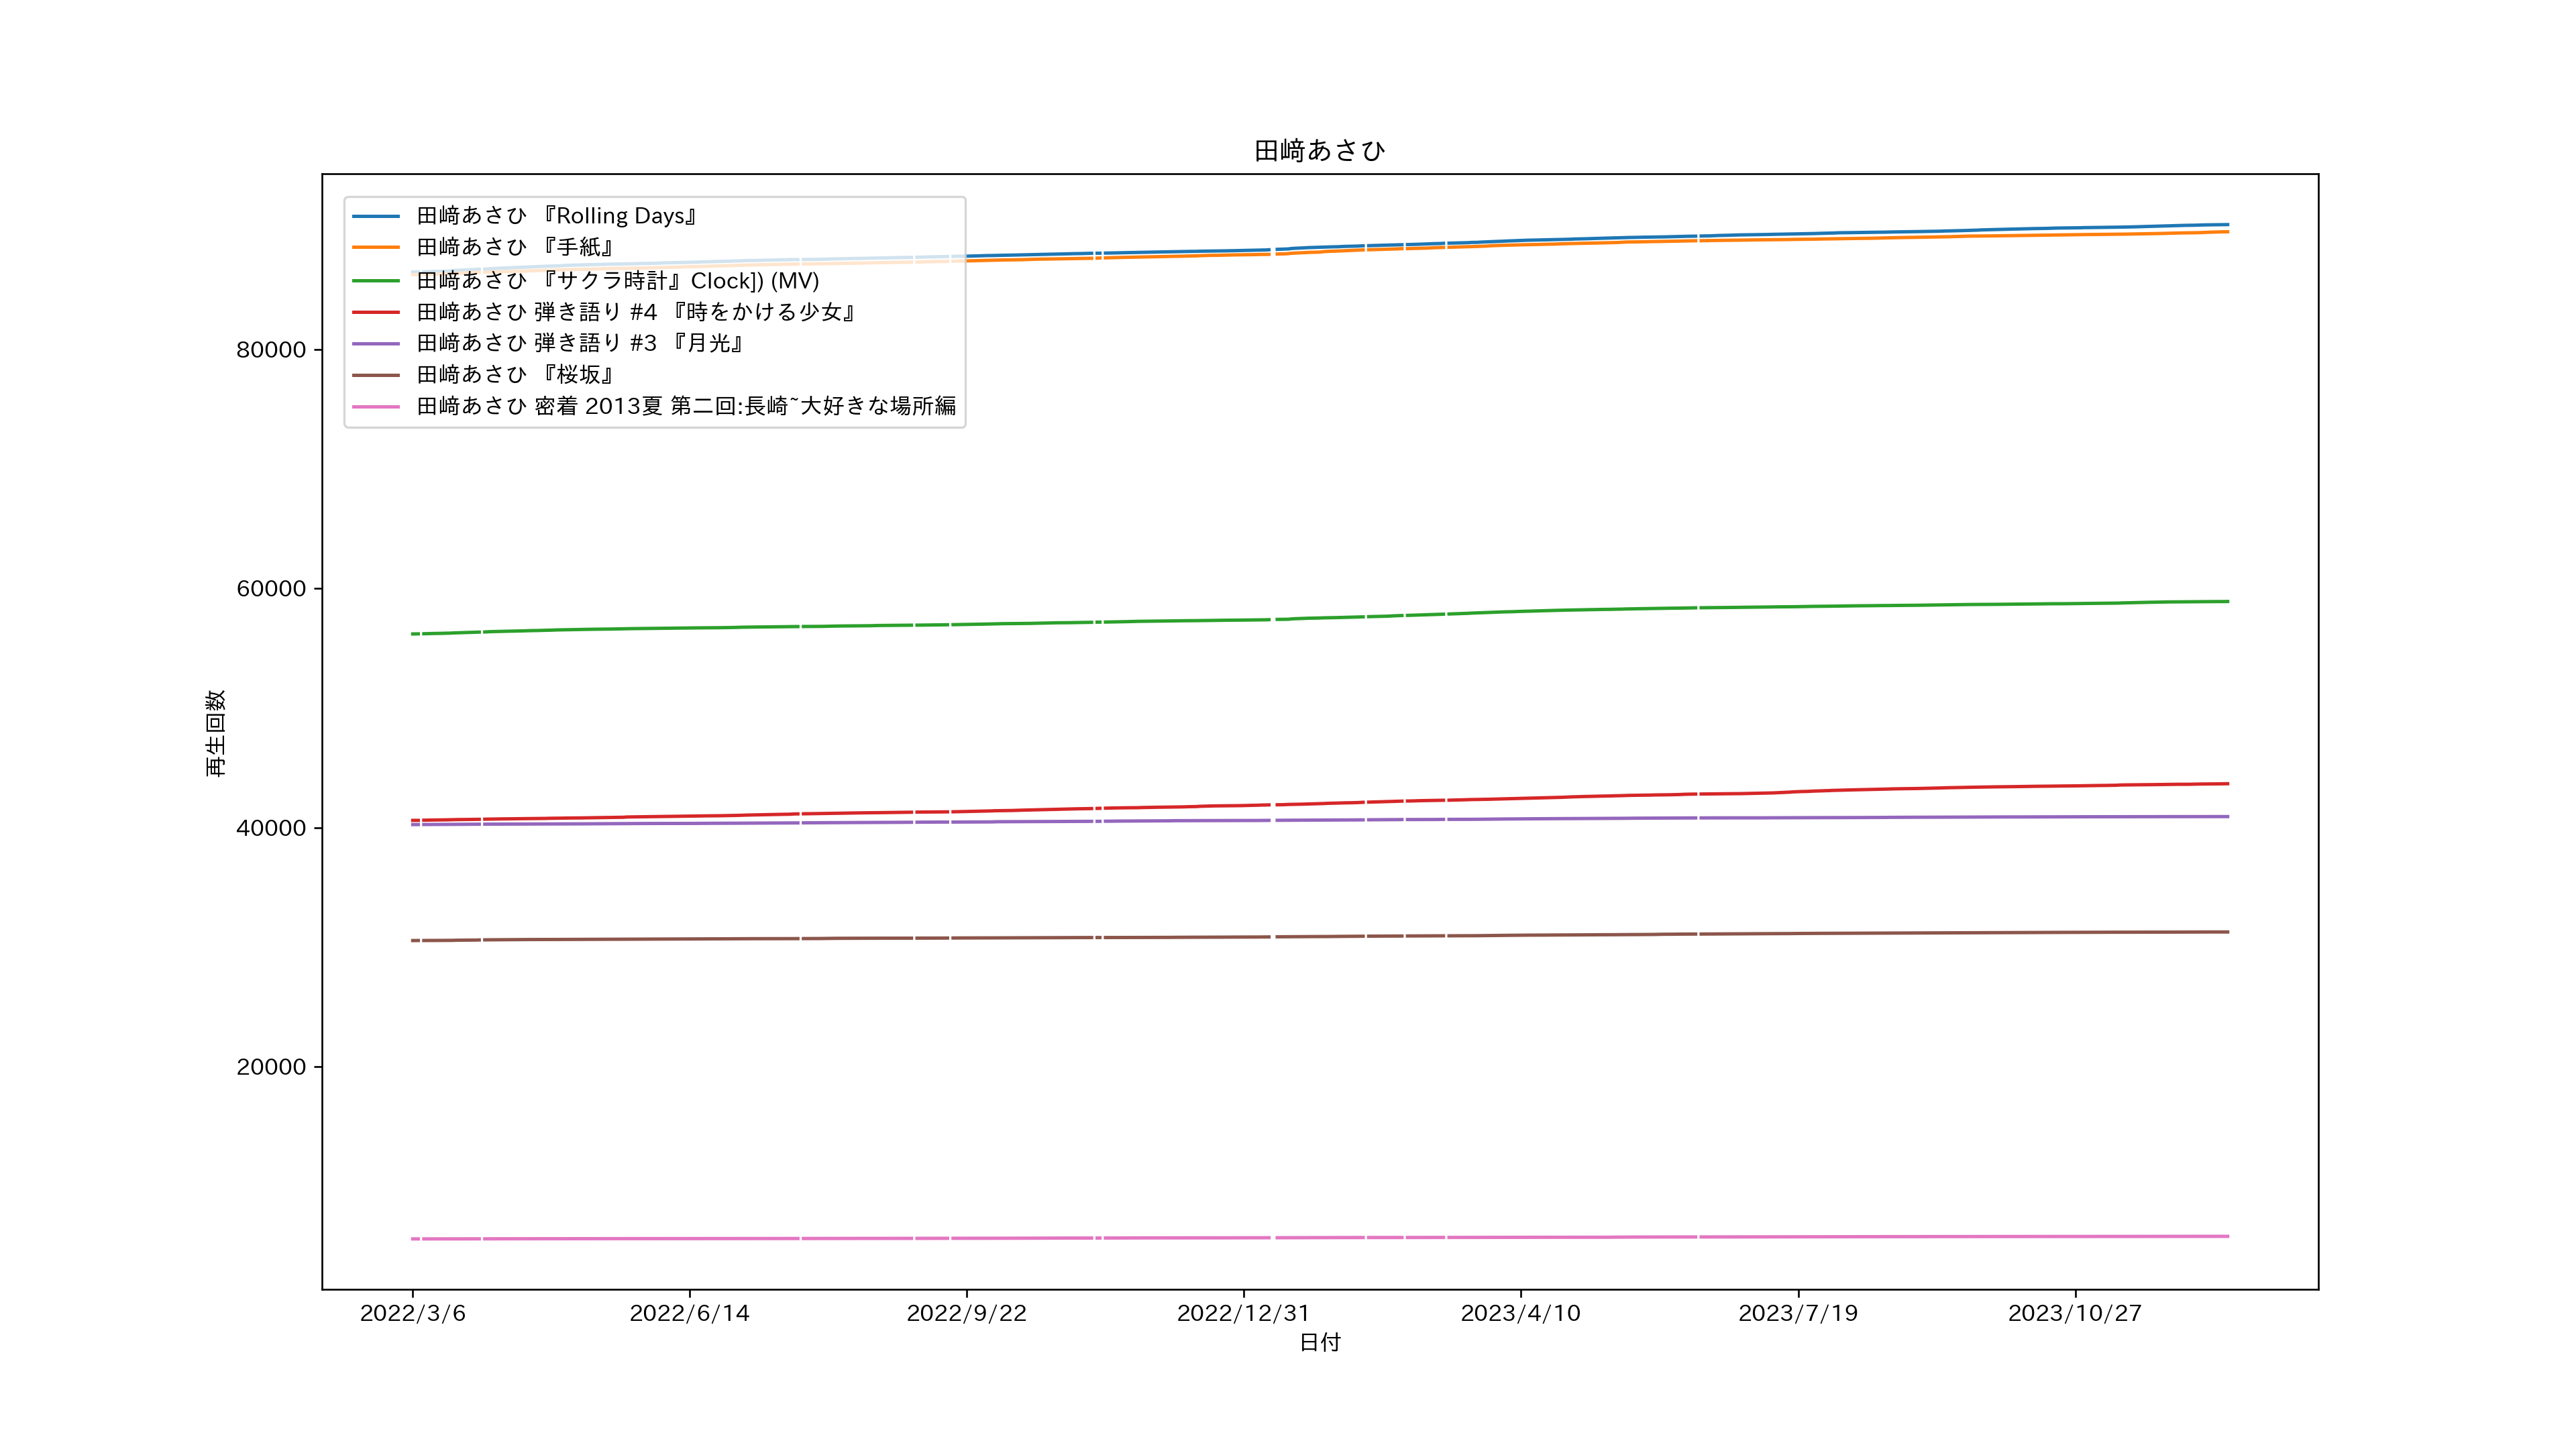 田﨑あさひ
田﨑あさひ 『Rolling Days』
田﨑あさひ 『手紙』
田﨑あさひ 『サクラ時計』Clock]) (MV)
田﨑あさひ 弾き語り #4 『時をかける少女』
田﨑あさひ 弾き語り #3 『月光』
田﨑あさひ 『桜坂』
田﨑あさひ 密着 2013夏 第二回:長崎~大好きな場所編
80000
60000
40000
20000
再生回数
2022/3/6
2022/6/14
2022/9/22
2022/12/31
2023/4/10
2023/7/19
2023/10/27
日付